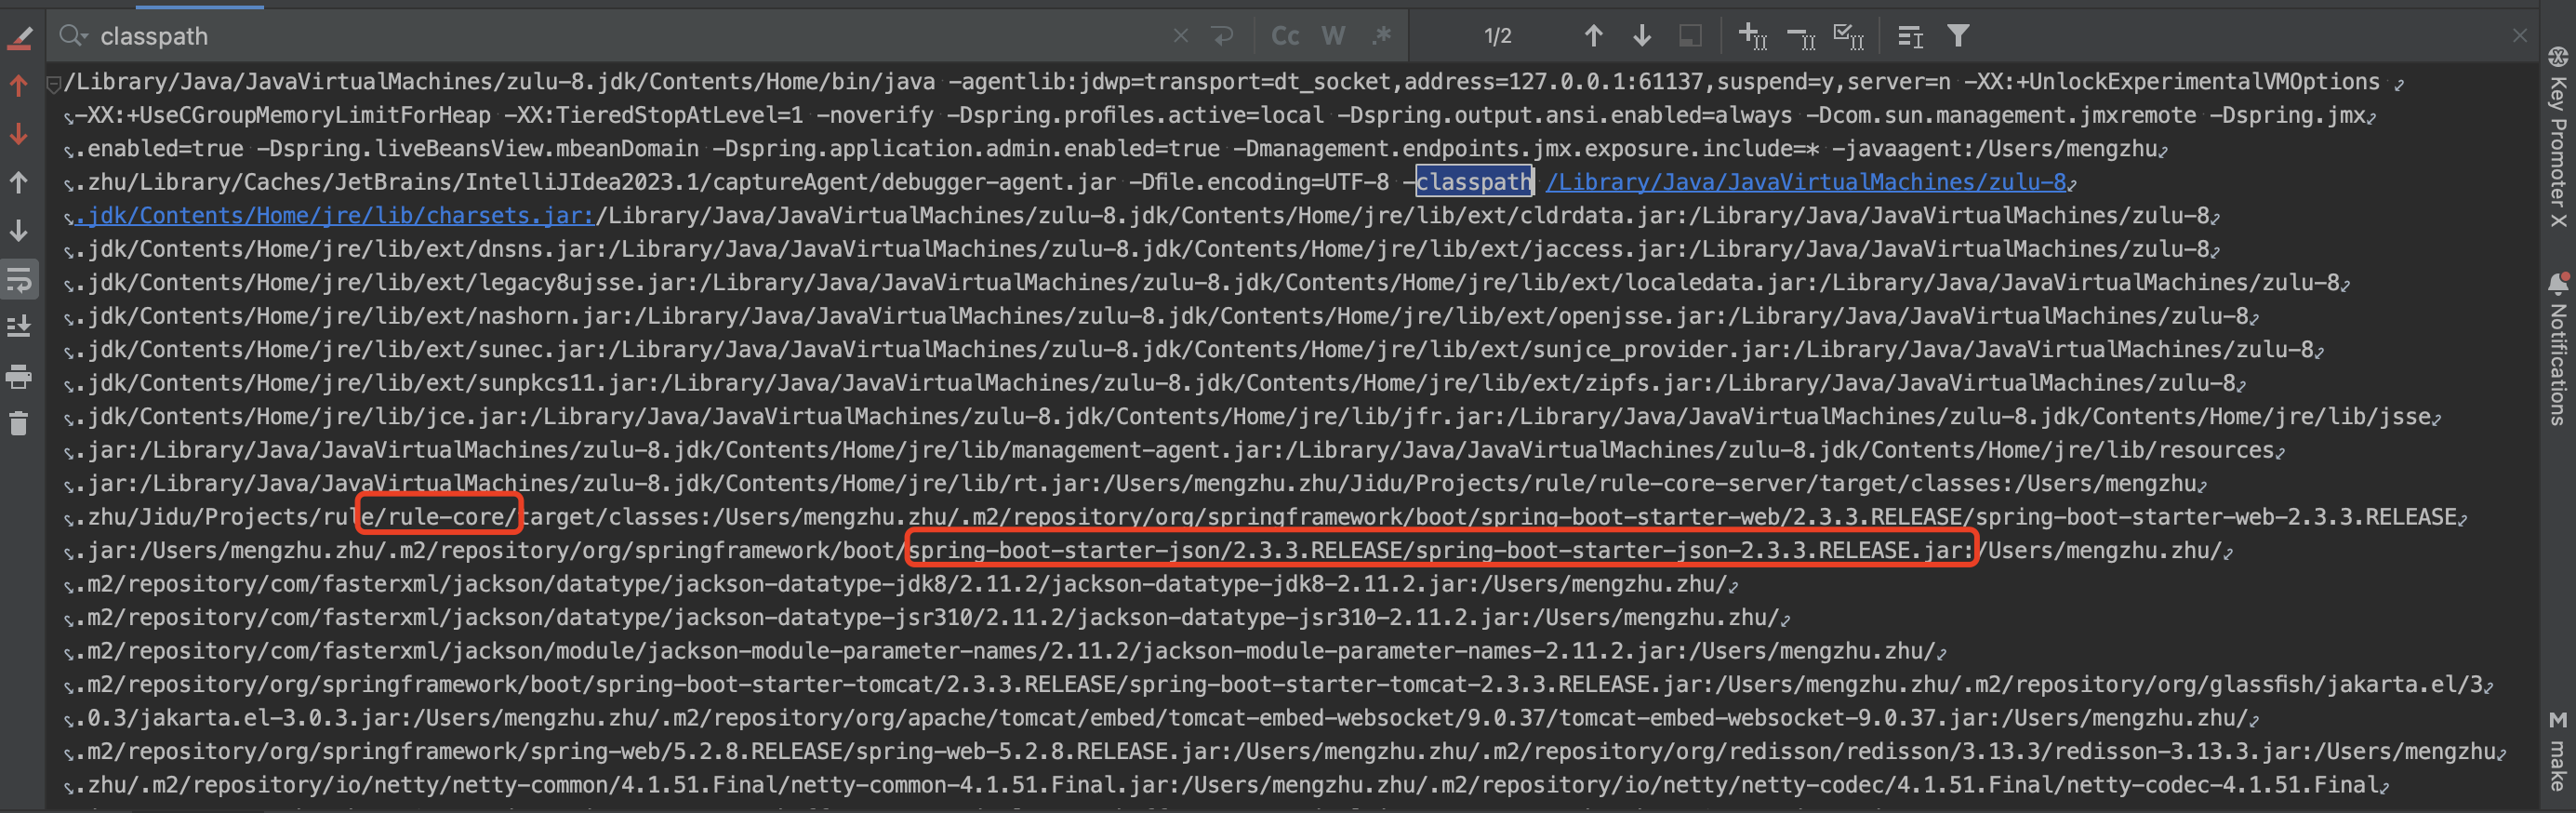 classpath
Cc W .* 1/2
/Library/Java/JavaVirtualMachines/zulu-8.jdk/Contents/Home/bin/java -agentlib:jdwp=transport=dt_socket,address=127.0.0.1:61137,suspend=y,server=n -XX:+UnlockExperimentalVMOptions
-XX:+UseCGroupMemoryLimitForHeap -XX:TieredStopAtLevel=1 -noverify -Dspring.profiles.active=local -Dspring.output.ansi.enabled=always -Dcom.sun.management.jmxremote -Dspring.jmx
.enabled=true -Dspring.liveBeansView.mbeanDomain -Dspring.application.admin.enabled=true -Dmanagement.endpoints.jmx.exposure.include=* -javaagent:/Users/mengzhu
.zhu/Library/Caches/JetBrains/IntelliJIdea2023.1/captureAgent/debugger-agent.jar -Dfile.encoding=UTF-8 -classpath /Library/Java/JavaVirtualMachines/zulu-8
.jdk/Contents/Home/jre/lib/charsets.jar:/Library/Java/JavaVirtualMachines/zulu-8.jdk/Contents/Home/jre/lib/ext/cldrdata.jar:/Library/Java/JavaVirtualMachines/zulu-8
.jdk/Contents/Home/jre/lib/ext/dnsns.jar:/Library/Java/JavaVirtualMachines/zulu-8.jdk/Contents/Home/jre/lib/ext/jaccess.jar:/Library/Java/JavaVirtualMachines/zulu-8
.jdk/Contents/Home/jre/lib/ext/legacy8ujsse.jar:/Library/Java/JavaVirtualMachines/zulu-8.jdk/Contents/Home/jre/lib/ext/localedata.jar:/Library/Java/JavaVirtualMachines/zulu-8
.jdk/Contents/Home/jre/lib/ext/nashorn.jar:/Library/Java/JavaVirtualMachines/zulu-8.jdk/Contents/Home/jre/lib/ext/openjsse.jar:/Library/Java/JavaVirtualMachines/zulu-8
.jdk/Contents/Home/jre/lib/ext/sunec.jar:/Library/Java/JavaVirtualMachines/zulu-8.jdk/Contents/Home/jre/lib/ext/sunjce_provider.jar:/Library/Java/JavaVirtualMachines/zulu-8
.jdk/Contents/Home/jre/lib/ext/sunpkcs11.jar:/Library/Java/JavaVirtualMachines/zulu-8.jdk/Contents/Home/jre/lib/ext/zipfs.jar:/Library/Java/JavaVirtualMachines/zulu-8
.jdk/Contents/Home/jre/lib/jce.jar:/Library/Java/JavaVirtualMachines/zulu-8.jdk/Contents/Home/jre/lib/jfr.jar:/Library/Java/JavaVirtualMachines/zulu-8.jdk/Contents/Home/jre/lib/jsse
.jar:/Library/Java/JavaVirtualMachines/zulu-8.jdk/Contents/Home/jre/lib/management-agent.jar:/Library/Java/JavaVirtualMachines/zulu-8.jdk/Contents/Home/jre/lib/resources
.jar:/Library/Java/JavaVirtualMachines/zulu-8.jdk/Contents/Home/jre/lib/rt.jar:/Users/mengzhu.zhu/Jidu/Projects/rule/rule-core-server/target/classes:/Users/mengzhu
.zhu/Jidu/Projects/rule/rule-core/target/classes:/Users/mengzhu.zhu/.m2/repository/org/springframework/boot/spring-boot-starter-web/2.3.3.RELEASE/spring-boot-starter-web-2.3.3.RELEASE
.jar:/Users/mengzhu.zhu/.m2/repository/org/springframework/boot/spring-boot-starter-json/2.3.3.RELEASE/spring-boot-starter-json-2.3.3.RELEASE.jar:/Users/mengzhu.zhu/
.m2/repository/com/fasterxml/jackson/datatype/jackson-datatype-jdk8/2.11.2/jackson-datatype-jdk8-2.11.2.jar:/Users/mengzhu.zhu/
.m2/repository/com/fasterxml/jackson/datatype/jackson-datatype-jsr310/2.11.2/jackson-datatype-jsr310-2.11.2.jar:/Users/mengzhu.zhu/
.m2/repository/com/fasterxml/jackson/module/jackson-module-parameter-names/2.11.2/jackson-module-parameter-names-2.11.2.jar:/Users/mengzhu.zhu/
.m2/repository/org/springframework/boot/spring-boot-starter-tomcat/2.3.3.RELEASE/spring-boot-starter-tomcat-2.3.3.RELEASE.jar:/Users/mengzhu.zhu/.m2/repository/org/glassfish/jakarta.el/3
.0.3/jakarta.el-3.0.3.jar:/Users/mengzhu.zhu/.m2/repository/org/apache/tomcat/embed/tomcat-embed-websocket/9.0.37/tomcat-embed-websocket-9.0.37.jar:/Users/mengzhu.zhu/
.m2/repository/org/springframework/spring-web/5.2.8.RELEASE/spring-web-5.2.8.RELEASE.jar:/Users/mengzhu.zhu/.m2/repository/org/redisson/redisson/3.13.3/redisson-3.13.3.jar:/Users/mengzhu
.zhu/.m2/repository/io/netty/netty-common/4.1.51.Final/netty-common-4.1.51.Final.jar:/Users/mengzhu.zhu/.m2/repository/io/netty/netty-codec/4.1.51.Final/netty-codec-4.1.51.Final
Key Promoter X
Notifications
M make